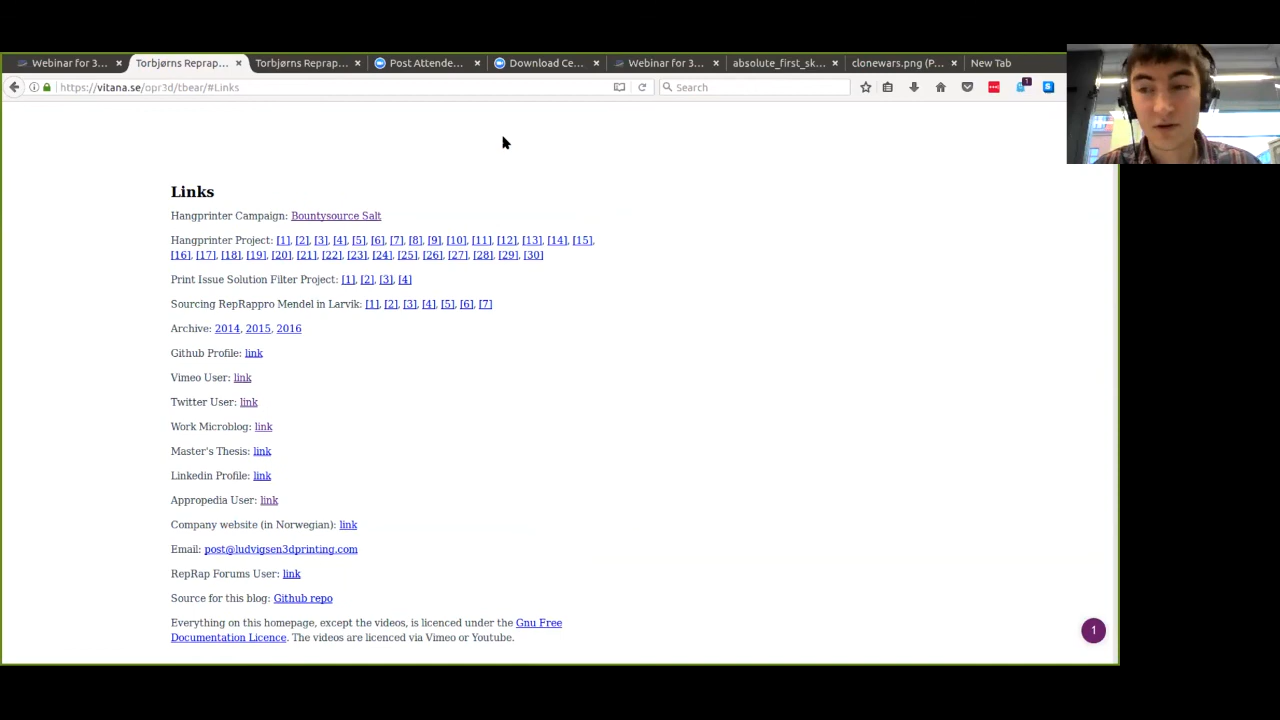 Webinar for 3... Torbjørns Reprap... Torbjørns Reprap... Post Attende... Download Ce... Webinar for 3... absolute_first_sk... clonewars.png (P... New Tab
https://vitana.se/opr3d/tbear/#Links Search 1
Links
Hangprinter Campaign: Bountysource Salt
Hangprinter Project: [1], [2], [3], [4], [5], [6], [7], [8], [9], [10], [11], [12], [13], [14], [15],
[16], [17], [18], [19], [20], [21], [22], [23], [24], [25], [26], [27], [28], [29], [30]
Print Issue Solution Filter Project: [1], [2], [3], [4]
Sourcing RepRappro Mendel in Larvik: [1], [2], [3], [4], [5], [6], [7]
Archive: 2014, 2015, 2016
Github Profile: link
Vimeo User: link
Twitter User: link
Work Microblog: link
Master's Thesis: link
Linkedin Profile: link
Appropedia User: link
Company website (in Norwegian): link
Email: post@ludvigsen3dprinting.com
RepRap Forums User: link
Source for this blog: Github repo
Everything on this homepage, except the videos, is licenced under the Gnu Free
Documentation Licence. The videos are licenced via Vimeo or Youtube.
1